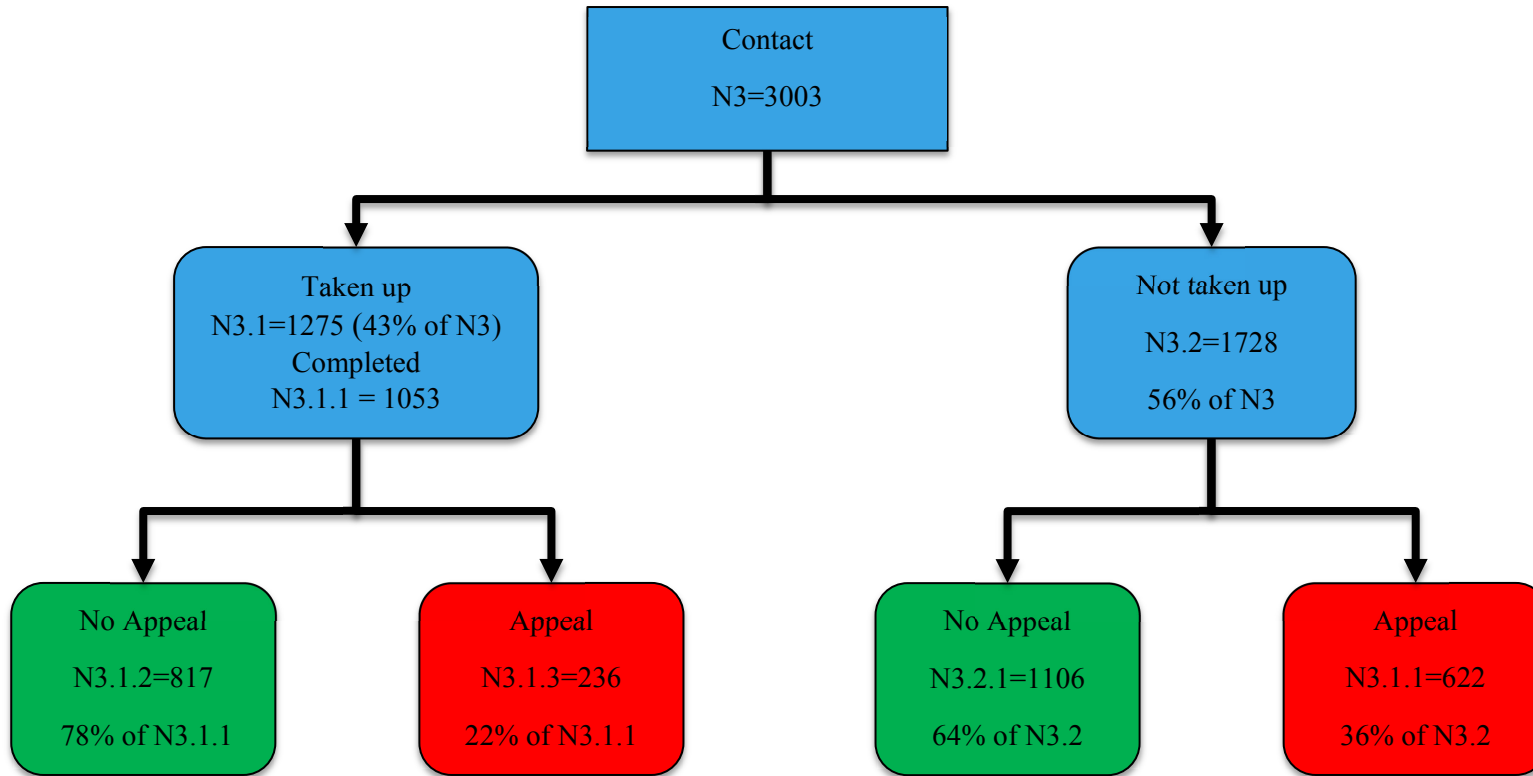 Contact
N3=3003
Taken up
N3.1=1275 (43% of N3)
Completed
N3.1.1 = 1053
Not taken up
N3.2=1728
56% of N3
No Appeal
N3.1.2=817
78% of N3.1.1
Appeal
N3.1.3=236
22% of N3.1.1
No Appeal
N3.2.1=1106
64% of N3.2
Appeal
N3.1.1=622
36% of N3.2